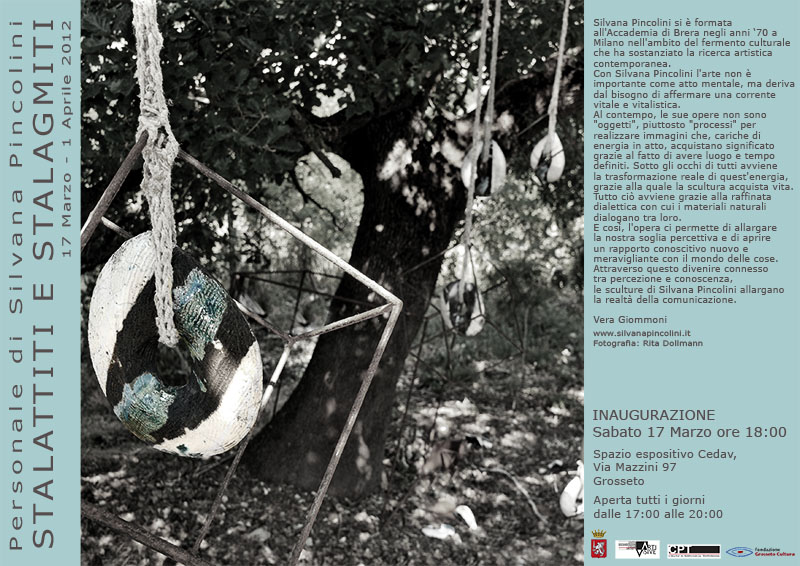 Personale di Silvana Pincolini
STALATTITI E STALAGMITI
17 Marzo - 1 Aprile 2012
Silvana Pincolini si è formata
all'Accademia di Brera negli anni '70 a
Milano nell'ambito del fermento culturale
che ha sostanziato la ricerca artistica
contemporanea.
Con Silvana Pincolini l'arte non è
importante come atto mentale, ma deriva
dal bisogno di affermare una corrente
vitale e vitalistica.
Al contempo, le sue opere non sono
"oggetti", piuttosto "processi" per
realizzare immagini che, cariche di
energia in atto, acquistano significato
grazie al fatto di avere luogo e tempo
definiti. Sotto gli occhi di tutti avviene
la trasformazione reale di quest'energia,
grazie alla quale la scultura acquista vita.
Tutto ciò avviene grazie alla raffinata
dialettica con cui i materiali naturali
dialogano tra loro.
E così, l'opera ci permette di allargare
la nostra soglia percettiva e di aprire
un rapporto conoscitivo nuovo e
meravigliante con il mondo delle cose.
Attraverso questo divenire connesso
tra percezione e conoscenza,
le sculture di Silvana Pincolini allargano
la realtà della comunicazione.
Vera Giommoni
www.silvanapincolini.it
Fotografia: Rita Dollmann
INAUGURAZIONE
Sabato 17 Marzo ore 18:00
Spazio espositivo Cedav,
Via Mazzini 97
Grosseto
Aperta tutti i giorni
dalle 17:00 alle 20:00
ARTI
VISIVE
CPT
fondazione
Grosseto Cultura